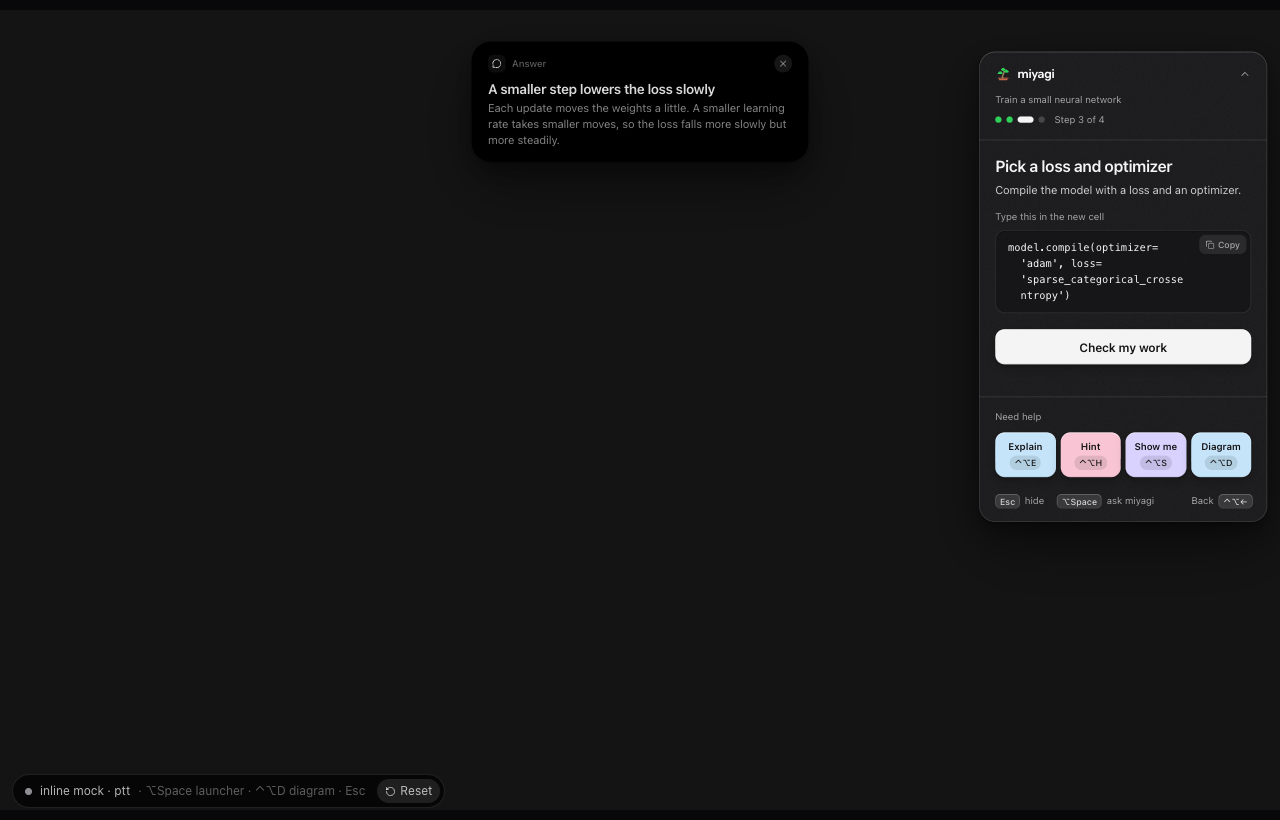 Answer
A smaller step lowers the loss slowly
Each update moves the weights a little. A smaller learning
rate takes smaller moves, so the loss falls more slowly but
more steadily.
miyagi
Train a small neural network
Step 3 of 4
Pick a loss and optimizer
Compile the model with a loss and an optimizer.
Type this in the new cell
Copy
model.compile(optimizer=
'adam', loss=
'sparse_categorical_crosse
ntropy')
Check my work
Need help
Explain Hint Show me Diagram
^⌥E ^⌥H ^⌥S ^⌥D
Esc hide ⌥Space ask miyagi Back ^⌥←
inline mock · ptt · ⌥Space launcher · ^⌥D diagram · Esc Reset